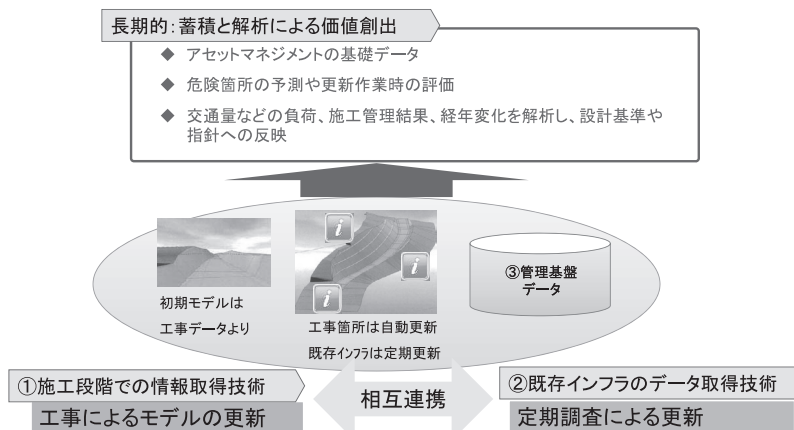 長期的：蓄積と解析による価値創出
◆ アセットマネジメントの基礎データ
◆ 危険箇所の予測や更新作業時の評価
◆ 交通量などの負荷、施工管理結果、経年変化を解析し、設計基準や
指針への反映
i
i
i
初期モデルは
工事データより
工事箇所は自動更新
既存インフラは定期更新
③管理基盤
データ
①施工段階での情報取得技術
工事によるモデルの更新
相互連携
②既存インフラのデータ取得技術
定期調査による更新